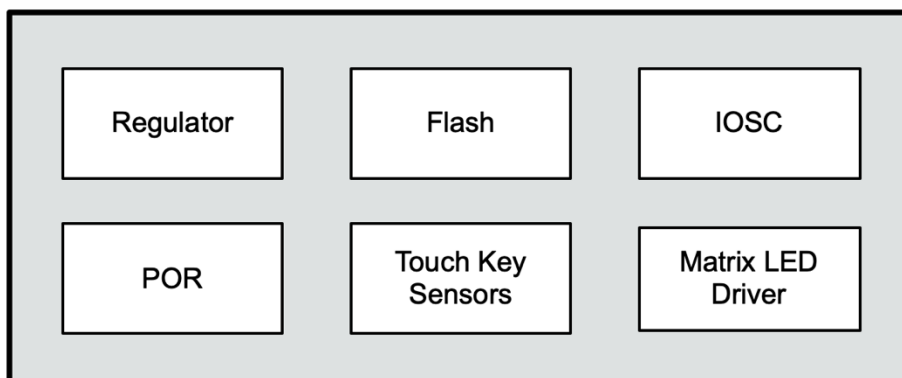 Regulator
Flash
IOSC
POR
Touch Key
Sensors
Matrix LED
Driver